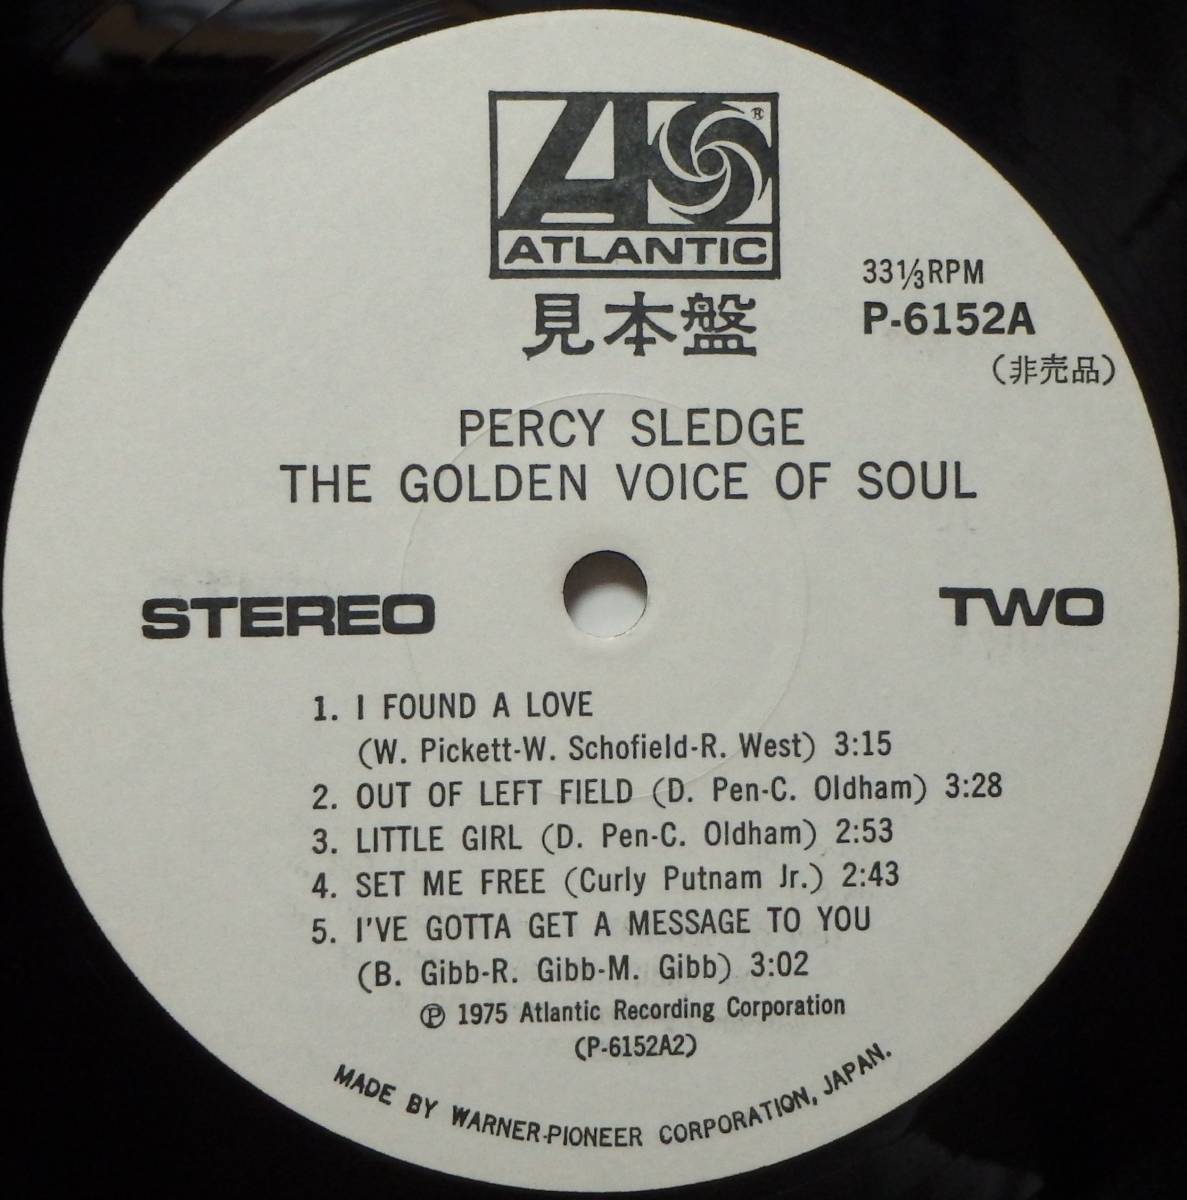 ATLANTIC
®
見本盤
33⅓RPM
P-6152A
(非売品)
PERCY SLEDGE
THE GOLDEN VOICE OF SOUL
STEREO
TWO
1. I FOUND A LOVE
(W. Pickett-W. Schofield-R. West) 3:15
2. OUT OF LEFT FIELD (D. Pen-C. Oldham) 3:28
3. LITTLE GIRL (D. Pen-C. Oldham) 2:53
4. SET ME FREE (Curly Putnam Jr.) 2:43
5. I'VE GOTTA GET A MESSAGE TO YOU
(B. Gibb-R. Gibb-M. Gibb) 3:02
℗ 1975 Atlantic Recording Corporation
(P-6152A2)
MADE BY WARNER-PIONEER CORPORATION, JAPAN.